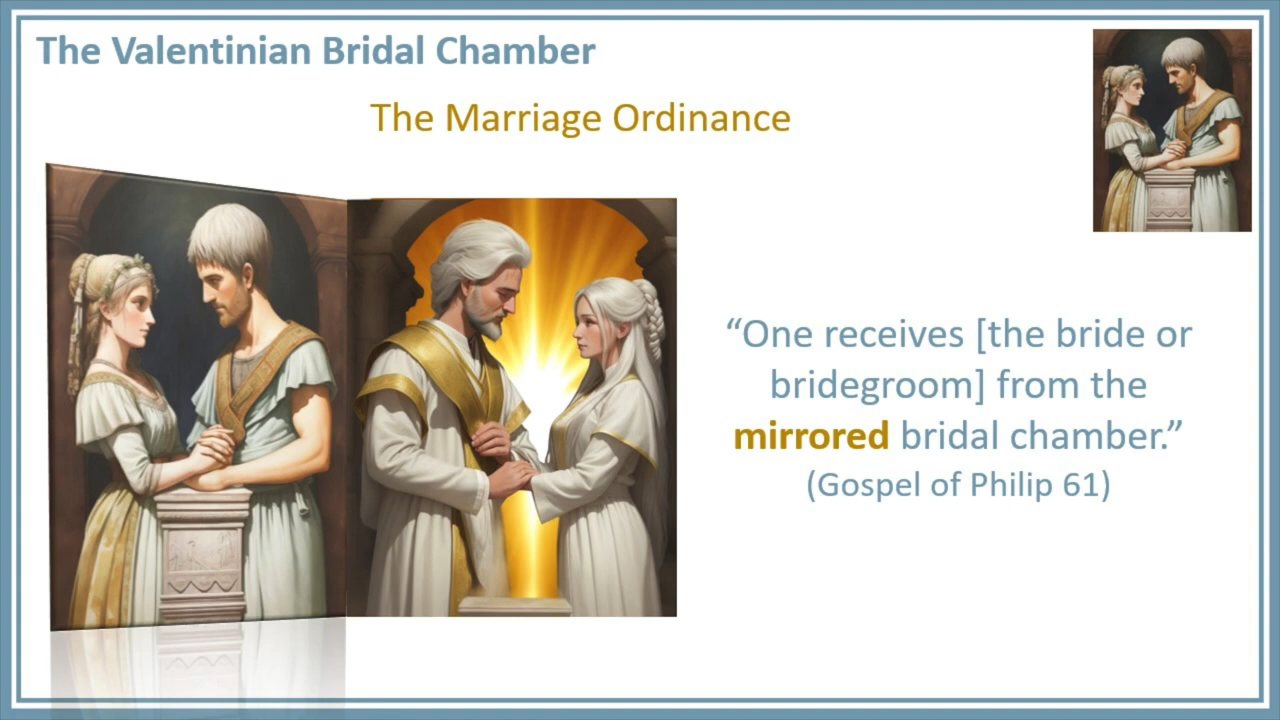 The Valentinian Bridal Chamber
The Marriage Ordinance
“One receives [the bride or
bridegroom] from the
mirrored bridal chamber.”
(Gospel of Philip 61)